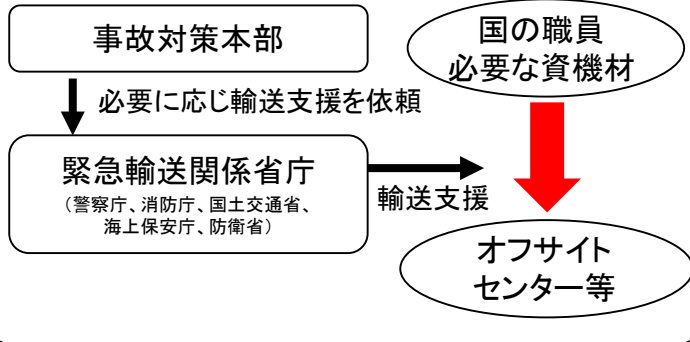 事故対策本部
必要に応じ輸送支援を依頼
緊急輸送関係省庁
（警察庁、消防庁、国土交通省、
海上保安庁、防衛省）
輸送支援
国の職員
必要な資機材
オフサイト
センター等